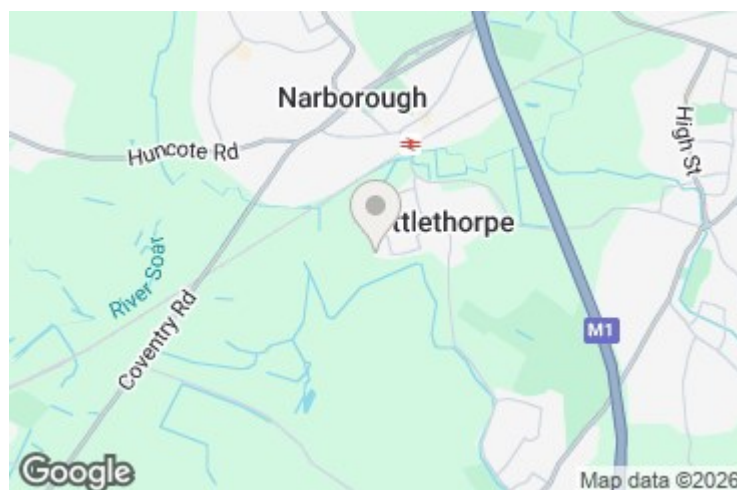 Narborough
High St
Huncote Rd
ttlethorpe
River Soar
Coventry Rd
M1
Google
Map data ©2026